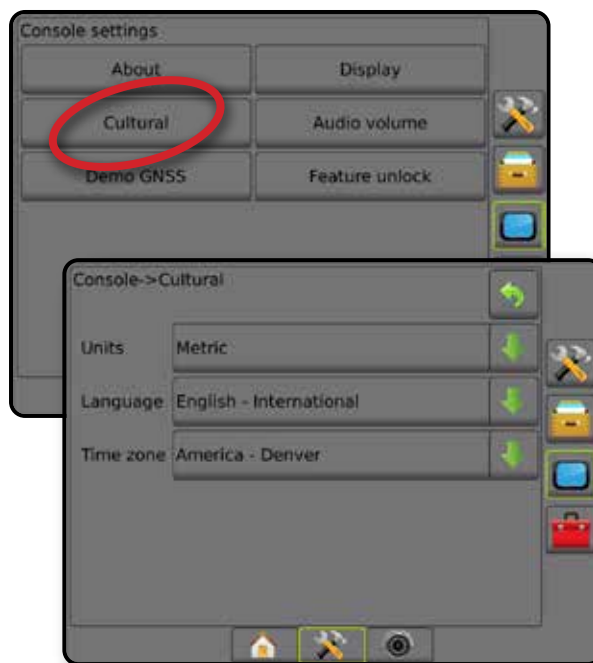 Console settings
About Display
Cultural Audio volume
Demo GNSS Feature unlock
Console->Cultural
Units Metric
Language English - International
Time zone America - Denver